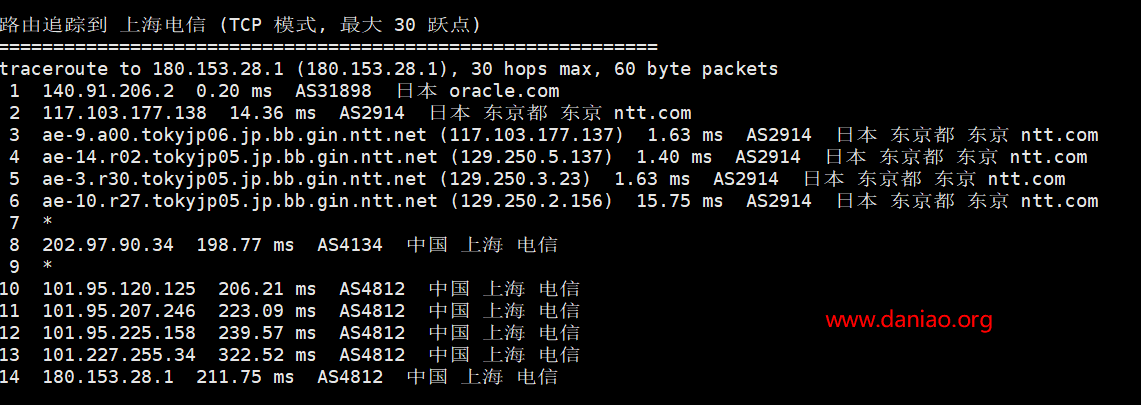 路由追踪到 上海电信 (TCP 模式, 最大 30 跃点)
============================================================
traceroute to 180.153.28.1 (180.153.28.1), 30 hops max, 60 byte packets
1 140.91.206.2 0.20 ms AS31898 日本 oracle.com
2 117.103.177.138 14.36 ms AS2914 日本 东京都 东京 ntt.com
3 ae-9.a00.tokyjp06.jp.bb.gin.ntt.net (117.103.177.137) 1.63 ms AS2914 日本 东京都 东京 ntt.com
4 ae-14.r02.tokyjp05.jp.bb.gin.ntt.net (129.250.5.137) 1.40 ms AS2914 日本 东京都 东京 ntt.com
5 ae-3.r30.tokyjp05.jp.bb.gin.ntt.net (129.250.3.23) 1.63 ms AS2914 日本 东京都 东京 ntt.com
6 ae-10.r27.tokyjp05.jp.bb.gin.ntt.net (129.250.2.156) 15.75 ms AS2914 日本 东京都 东京 ntt.com
7 *
8 202.97.90.34 198.77 ms AS4134 中国 上海 电信
9 *
10 101.95.120.125 206.21 ms AS4812 中国 上海 电信
11 101.95.207.246 223.09 ms AS4812 中国 上海 电信
12 101.95.225.158 239.57 ms AS4812 中国 上海 电信
www.daniao.org
13 101.227.255.34 322.52 ms AS4812 中国 上海 电信
14 180.153.28.1 211.75 ms AS4812 中国 上海 电信